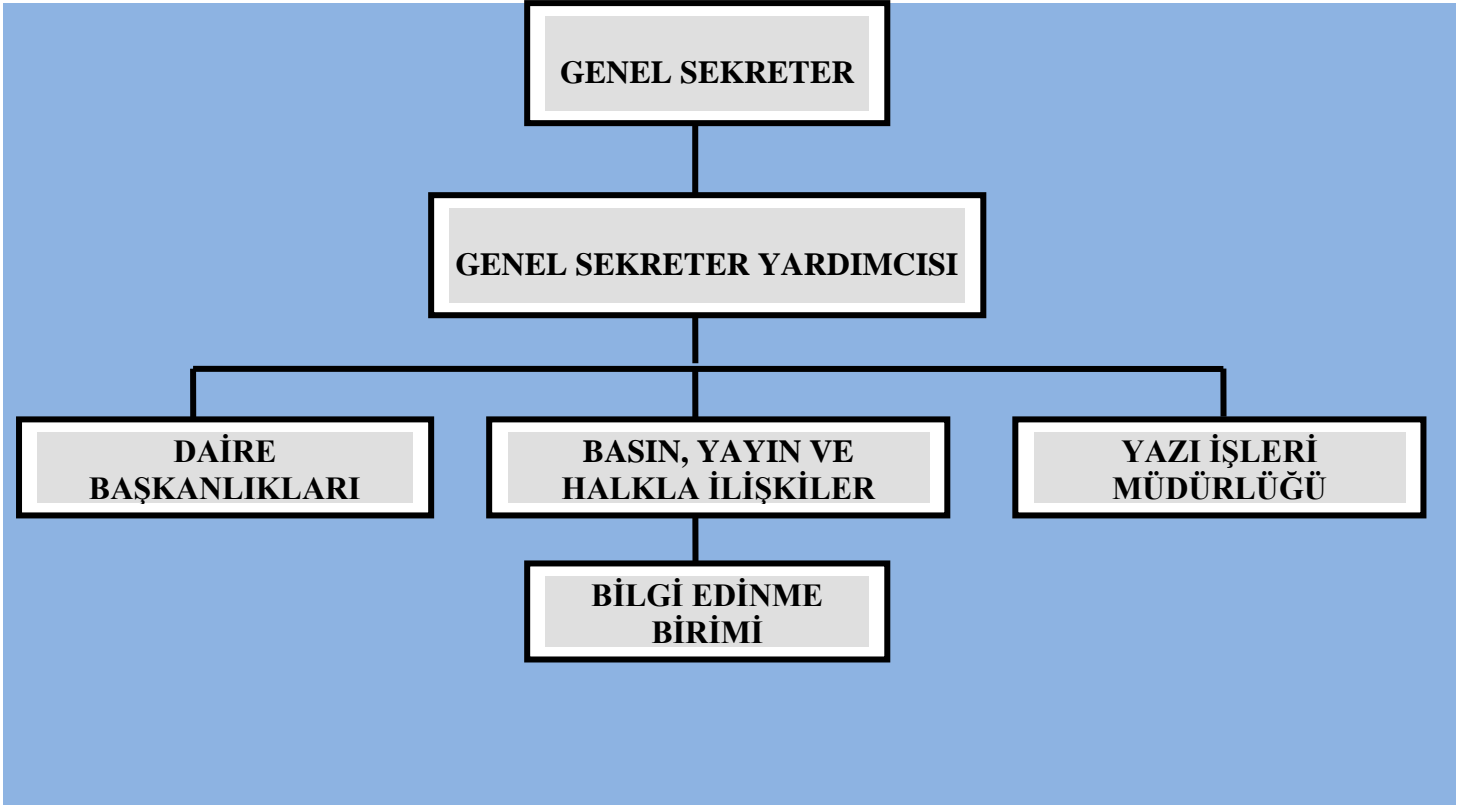 GENEL SEKRETER
GENEL SEKRETER YARDIMCISI
DAİRE
BAŞKANLIKLARI
BASIN, YAYIN VE
HALKLA İLİŞKİLER
YAZI İŞLERİ
MÜDÜRLÜĞÜ
BİLGİ EDİNME
BİRİMİ